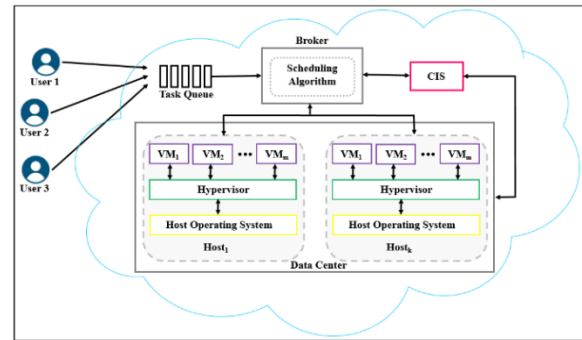 Broker
User 1
Scheduling
Algorithm
CIS
Task Queue
User 2
VM₁ VM₂ ••• VMₘ
VM₁ VM₂ ••• VMₘ
User 3
Hypervisor
Hypervisor
Host Operating System
Host Operating System
Host₁
Hostₖ
Data Center